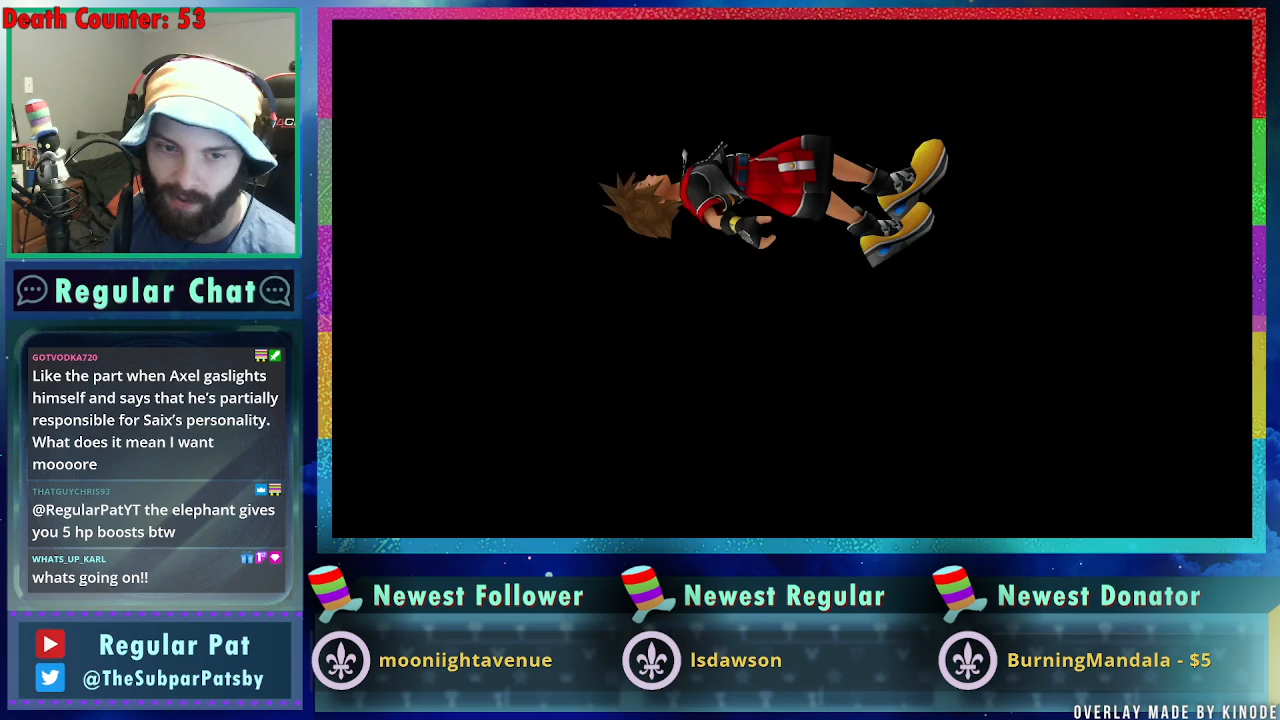 Death Counter: 53
Regular Chat
GOTVODKA720
Like the part when Axel gaslights
himself and says that he's partially
responsible for Saix's personality.
What does it mean I want
moooore
THATGUYCHRIS93
@RegularPatYT the elephant gives
you 5 hp boosts btw
WHATS_UP_KARL
whats going on!!
Regular Pat
@TheSubparPatsby
Newest Follower
mooniightavenue
Newest Regular
lsdawson
Newest Donator
BurningMandala - $5
OVERLAY MADE BY KINODE